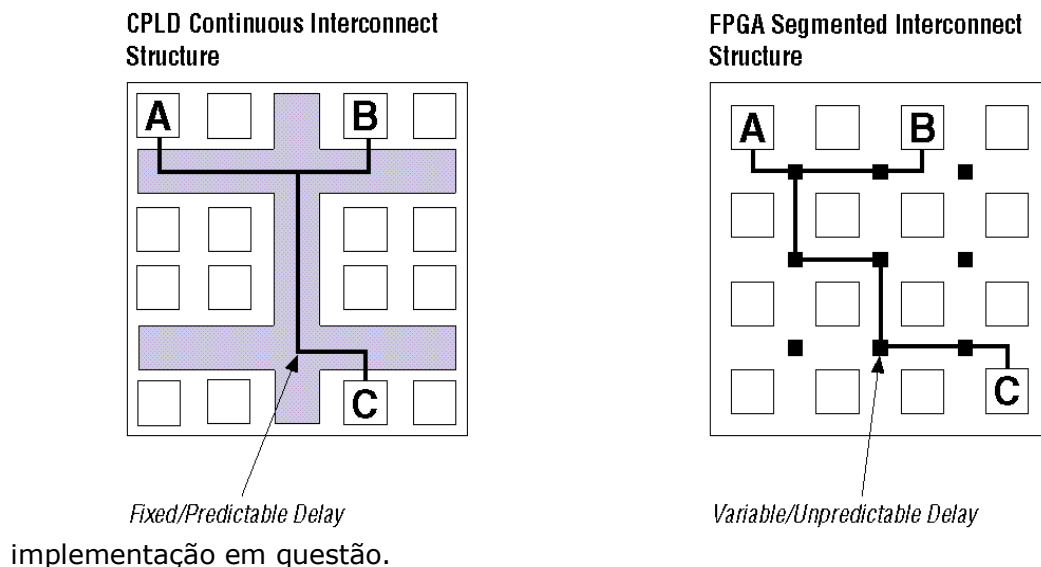 CPLD Continuous Interconnect
Structure
A
B
C
Fixed/Predictable Delay
FPGA Segmented Interconnect
Structure
A
B
C
Variable/Unpredictable Delay
implementação em questão.